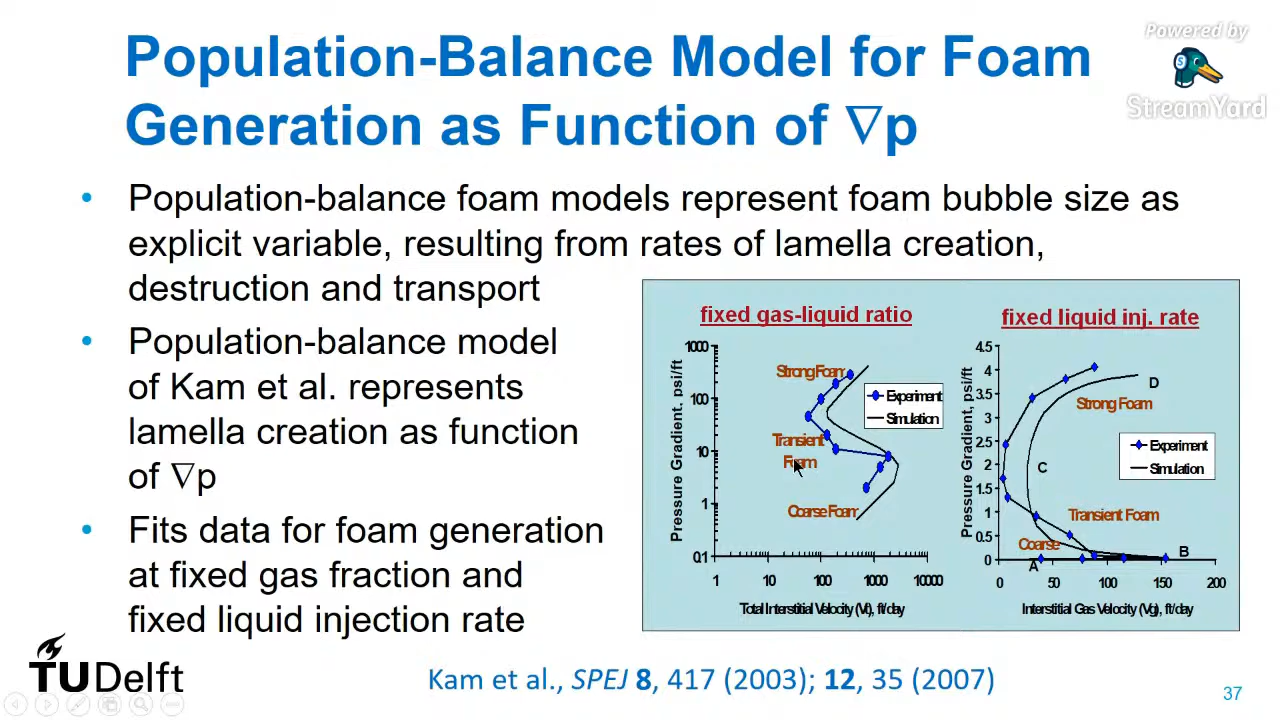 Powered by
StreamYard
Population-Balance Model for Foam
Generation as Function of ∇p
• Population-balance foam models represent foam bubble size as
explicit variable, resulting from rates of lamella creation,
destruction and transport
• Population-balance model
of Kam et al. represents
lamella creation as function
of ∇p
• Fits data for foam generation
at fixed gas fraction and
fixed liquid injection rate
fixed gas-liquid ratio
Pressure Gradient, psi/ft
1000
100
10
1
0.1
1 10 100 1000 10000
Total Interstitial Velocity (Vt), ft/day
Strong Foam
Transient
Foam
Coarse Foam
Experiment
Simulation
fixed liquid inj. rate
Pressure Gradient, psi/ft
4.5
4
3.5
3
2.5
2
1.5
1
0.5
0
0 50 100 150 200
Interstitial Gas Velocity (Vg), ft/day
D
Strong Foam
Experiment
Simulation
C
Transient Foam
Coarse
B
A
TU Delft
Kam et al., SPEJ 8, 417 (2003); 12, 35 (2007)
37